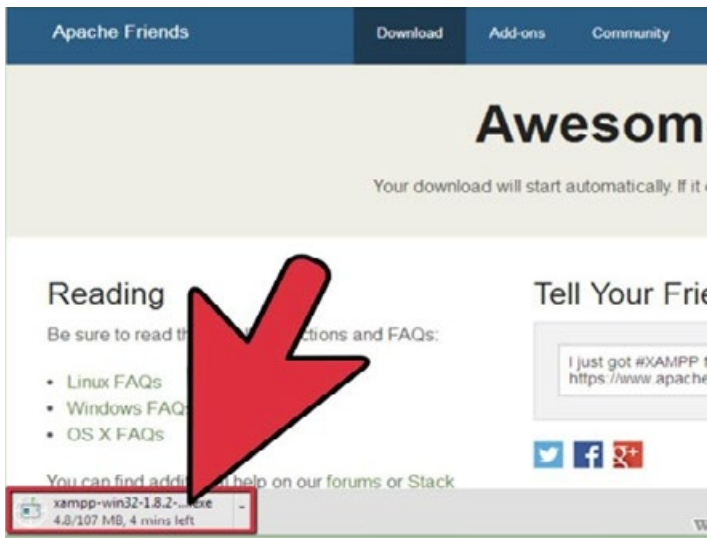 Apache Friends Download Add-ons Community
Awesom
Your download will start automatically. If it
Reading
Be sure to read th ctions and FAQs:
• Linux FAQs
• Windows FAQ
• OS X FAQs
You can find addi help on our forums or Stack
Tell Your Frie
I just got #XAMPP f
https://www.apache
xampp-win32-1.8.2-...exe
4.8/107 MB, 4 mins left